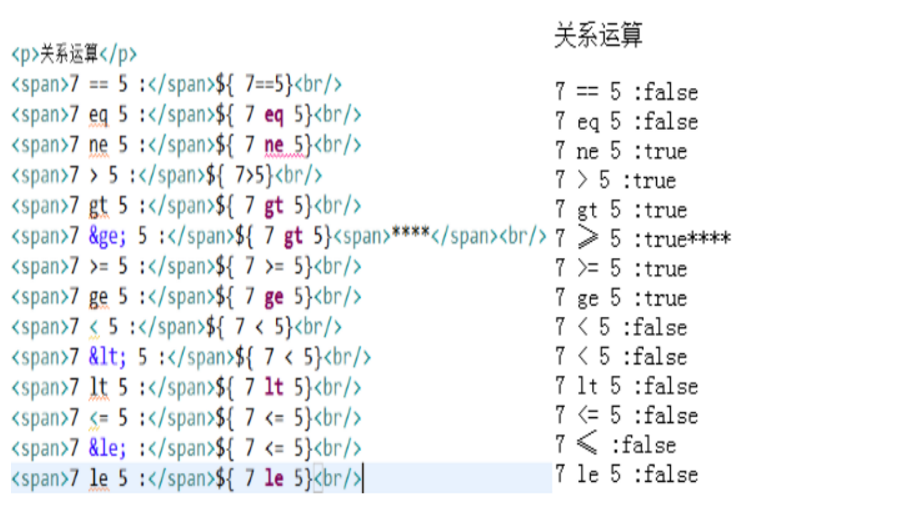 <p>关系运算</p>
<span>7 == 5 :</span>${ 7==5}<br/>
<span>7 eq 5 :</span>${ 7 eq 5}<br/>
<span>7 ne 5 :</span>${ 7 ne 5}<br/>
<span>7 > 5 :</span>${ 7>5}<br/>
<span>7 gt 5 :</span>${ 7 gt 5}<br/>
<span>7 &ge; 5 :</span>${ 7 gt 5}<span>****</span><br/>
<span>7 >= 5 :</span>${ 7 >= 5}<br/>
<span>7 ge 5 :</span>${ 7 ge 5}<br/>
<span>7 < 5 :</span>${ 7 < 5}<br/>
<span>7 &lt; 5 :</span>${ 7 < 5}<br/>
<span>7 lt 5 :</span>${ 7 lt 5}<br/>
<span>7 <= 5 :</span>${ 7 <= 5}<br/>
<span>7 &le; :</span>${ 7 <= 5}<br/>
<span>7 le 5 :</span>${ 7 le 5}<br/>
关系运算
7 == 5 :false
7 eq 5 :false
7 ne 5 :true
7 > 5 :true
7 gt 5 :true
7 ≥ 5 :true****
7 >= 5 :true
7 ge 5 :true
7 < 5 :false
7 < 5 :false
7 lt 5 :false
7 <= 5 :false
7 ≤ :false
7 le 5 :false